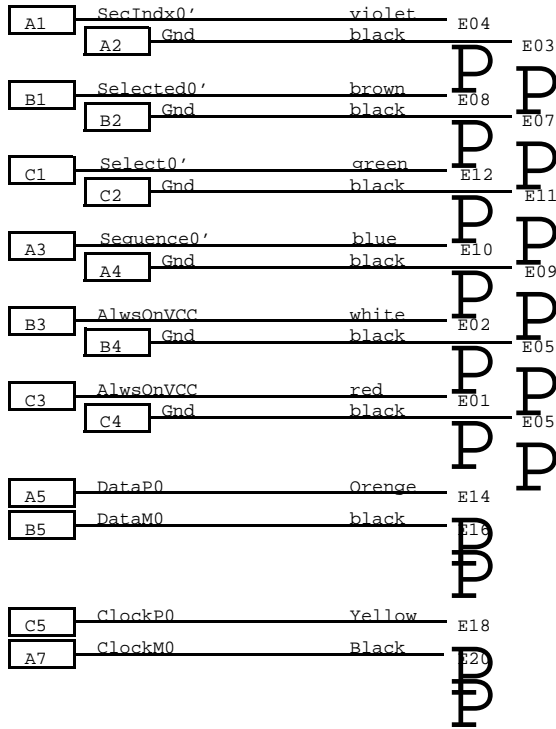 A1 SecIndx0′ violet E04
A2 Gnd black E03
P
B1 Selected0′ brown E08
P
B2 Gnd black E07
P
C1 Select0′ green E12
P
C2 Gnd black E11
P
A3 Sequence0′ blue E10
P
A4 Gnd black E09
P
B3 AlwsOnVCC white E02
P
B4 Gnd black E05
P
C3 AlwsOnVCC red E01
P
C4 Gnd black E05
P
P
A5 DataP0 Orenge E14
B5 DataM0 black E16
P
P
C5 ClockP0 Yellow E18
A7 ClockM0 Black E20
P
P